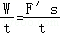 W/t = F's/t